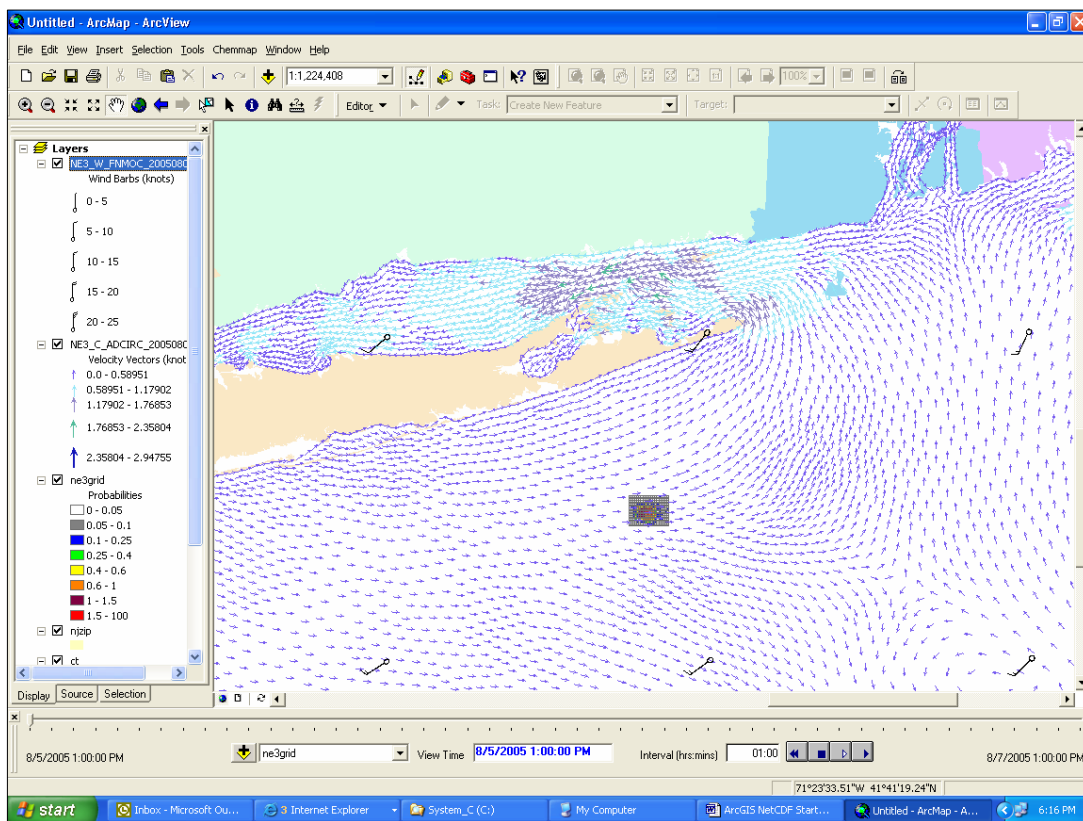 Untitled - ArcMap - ArcView
File Edit View Insert Selection Tools Chemmap Window Help
1:1,224,408
100%
Editor Task: Create New Feature Target:
Layers
NE3_W_FNMOC_2005080
Wind Barbs (knots)
0 - 5
5 - 10
10 - 15
15 - 20
20 - 25
NE3_C_ADCIRC_2005080
Velocity Vectors (knot
0.0 - 0.58951
0.58951 - 1.17902
1.17902 - 1.76853
1.76853 - 2.35804
2.35804 - 2.94755
ne3grid
Probabilities
0 - 0.05
0.05 - 0.1
0.1 - 0.25
0.25 - 0.4
0.4 - 0.6
0.6 - 1
1 - 1.5
1.5 - 100
njzip
ct
Display Source Selection
8/5/2005 1:00:00 PM ne3grid View Time 8/5/2005 1:00:00 PM Interval (hrs:mins) 01:00 8/7/2005 1:00:00 PM
71°23'33.51"W 41°41'19.24"N
start Inbox - Microsoft Ou... 3 Internet Explorer System_C (C:) My Computer ArcGIS NetCDF Start... Untitled - ArcMap - A... 6:16 PM